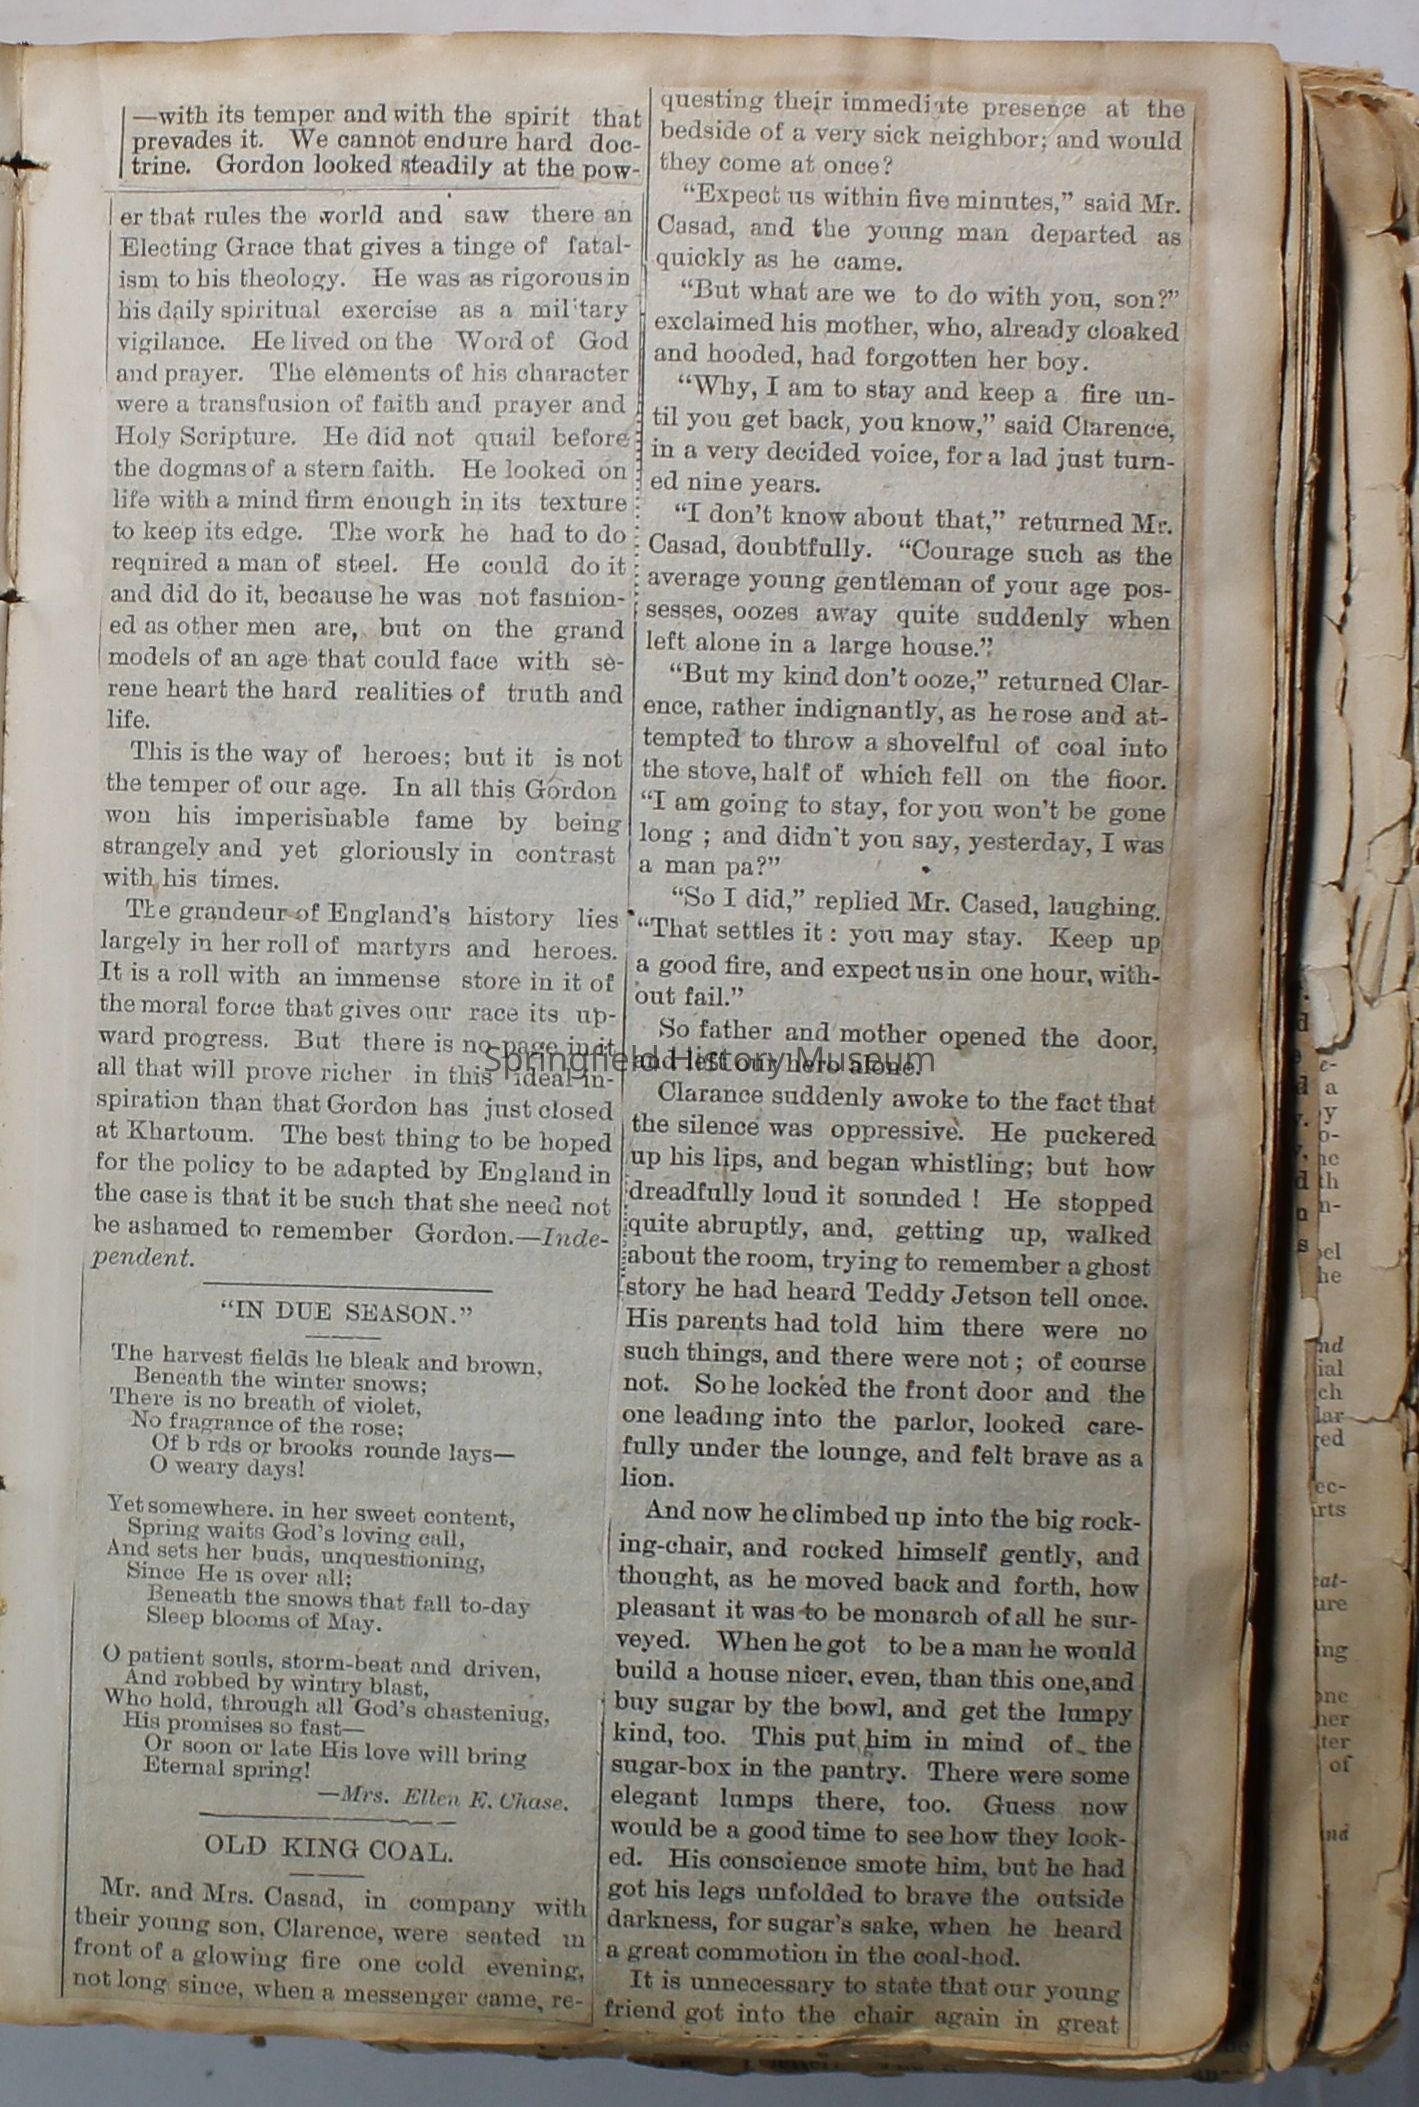 —with its temper and with the spirit that
prevades it. We cannot endure hard doc-
trine. Gordon looked steadily at the pow-
er that rules the world and saw there an
Electing Grace that gives a tinge of fatal-
ism to his theology. He was as rigorous in
his daily spiritual exercise as a military
vigilance. He lived on the Word of God
and prayer. The elements of his character
were a transfusion of faith and prayer and
Holy Scripture. He did not quail before
the dogmas of a stern faith. He looked on
life with a mind firm enough in its texture
to keep its edge. The work he had to do
required a man of steel. He could do it
and did do it, because he was not fashion-
ed as other men are, but on the grand
models of an age that could face with se-
rene heart the hard realities of truth and
life.
This is the way of heroes; but it is not
the temper of our age. In all this Gordon
won his imperishable fame by being
strangely and yet gloriously in contrast
with his times.
The grandeur of England's history lies
largely in her roll of martyrs and heroes.
It is a roll with an immense store in it of
the moral force that gives our race its up-
ward progress. But there is no page in it
all that will prove richer in this ideal in-
spiration than that Gordon has just closed
at Khartoum. The best thing to be hoped
for the policy to be adapted by England in
the case is that it be such that she need not
be ashamed to remember Gordon.—Inde-
pendent.
"IN DUE SEASON."
The harvest fields lie bleak and brown,
Beneath the winter snows;
There is no breath of violet,
No fragrance of the rose;
Of b rds or brooks rounde lays—
O weary days!
Yet somewhere. in her sweet content,
Spring waits God's loving call,
And sets her buds, unquestioning,
Since He is over all;
Beneath the snows that fall to-day
Sleep blooms of May.
O patient souls, storm-beat and driven,
And robbed by wintry blast,
Who hold, through all God's chastening,
His promises so fast—
Or soon or late His love will bring
Eternal spring!
—Mrs. Ellen E. Chase.
OLD KING COAL.
Mr. and Mrs. Casad, in company with
their young son, Clarence, were seated in
front of a glowing fire one cold evening,
not long since, when a messenger came, re-
questing their immediate presence at the
bedside of a very sick neighbor; and would
they come at once?
"Expect us within five minutes," said Mr.
Casad, and the young man departed as
quickly as he came.
"But what are we to do with you, son?"
exclaimed his mother, who, already cloaked
and hooded, had forgotten her boy.
"Why, I am to stay and keep a fire un-
til you get back, you know," said Clarence,
in a very decided voice, for a lad just turn-
ed nine years.
"I don't know about that," returned Mr.
Casad, doubtfully. "Courage such as the
average young gentleman of your age pos-
sesses, oozes away quite suddenly when
left alone in a large house."
"But my kind don't ooze," returned Clar-
ence, rather indignantly, as he rose and at-
tempted to throw a shovelful of coal into
the stove, half of which fell on the floor.
"I am going to stay, for you won't be gone
long ; and didn't you say, yesterday, I was
a man pa?"
"So I did," replied Mr. Cased, laughing.
"That settles it : you may stay. Keep up
a good fire, and expect us in one hour, with-
out fail."
So father and mother opened the door,
and left our hero alone.
Springfield History Museum
Clarance suddenly awoke to the fact that
the silence was oppressive. He puckered
up his lips, and began whistling; but how
dreadfully loud it sounded ! He stopped
quite abruptly, and, getting up, walked
about the room, trying to remember a ghost
story he had heard Teddy Jetson tell once.
His parents had told him there were no
such things, and there were not ; of course
not. So he locked the front door and the
one leading into the parlor, looked care-
fully under the lounge, and felt brave as a
lion.
And now he climbed up into the big rock-
ing-chair, and rocked himself gently, and
thought, as he moved back and forth, how
pleasant it was to be monarch of all he sur-
veyed. When he got to be a man he would
build a house nicer, even, than this one, and
buy sugar by the bowl, and get the lumpy
kind, too. This put him in mind of the
sugar-box in the pantry. There were some
elegant lumps there, too. Guess now
would be a good time to see how they look-
ed. His conscience smote him, but he had
got his legs unfolded to brave the outside
darkness, for sugar's sake, when he heard
a great commotion in the coal-hod.
It is unnecessary to state that our young
friend got into the chair again in great